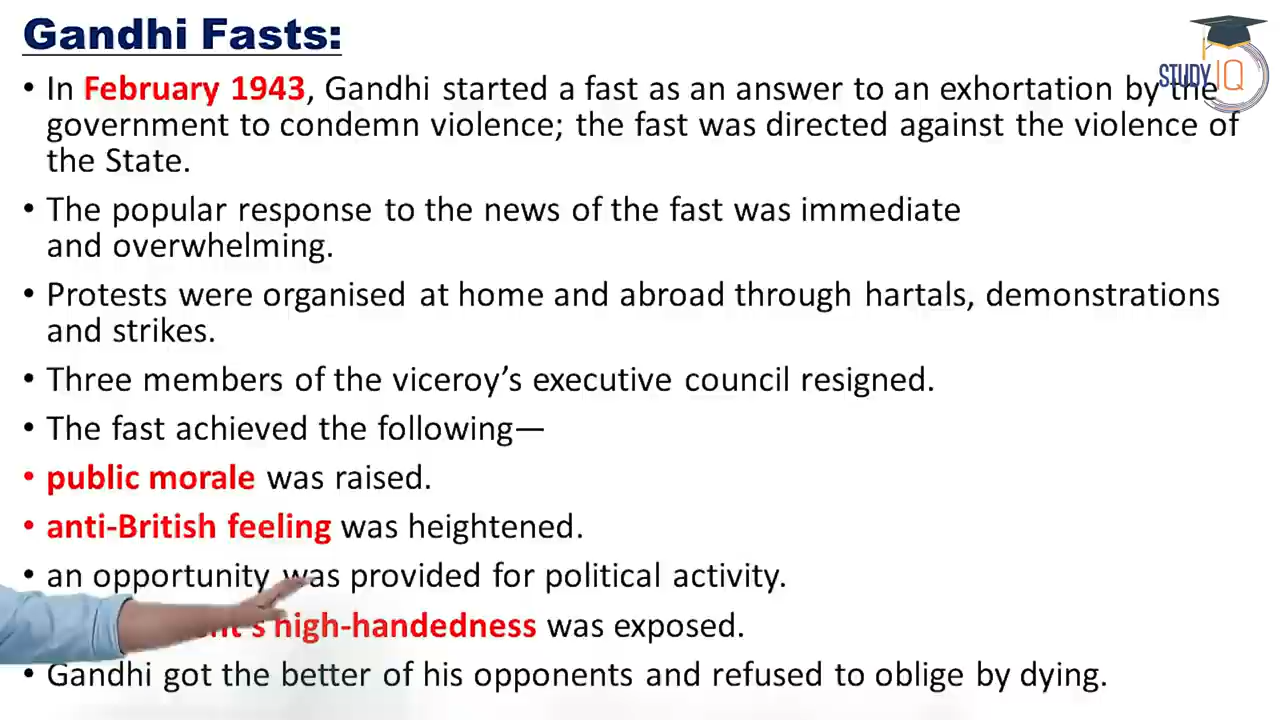 Gandhi Fasts:
STUDY IQ
• In February 1943, Gandhi started a fast as an answer to an exhortation by the
government to condemn violence; the fast was directed against the violence of
the State.
• The popular response to the news of the fast was immediate
and overwhelming.
• Protests were organised at home and abroad through hartals, demonstrations
and strikes.
• Three members of the viceroy's executive council resigned.
• The fast achieved the following—
• public morale was raised.
• anti-British feeling was heightened.
• an opportunity was provided for political activity.
high-handedness was exposed.
• Gandhi got the better of his opponents and refused to oblige by dying.